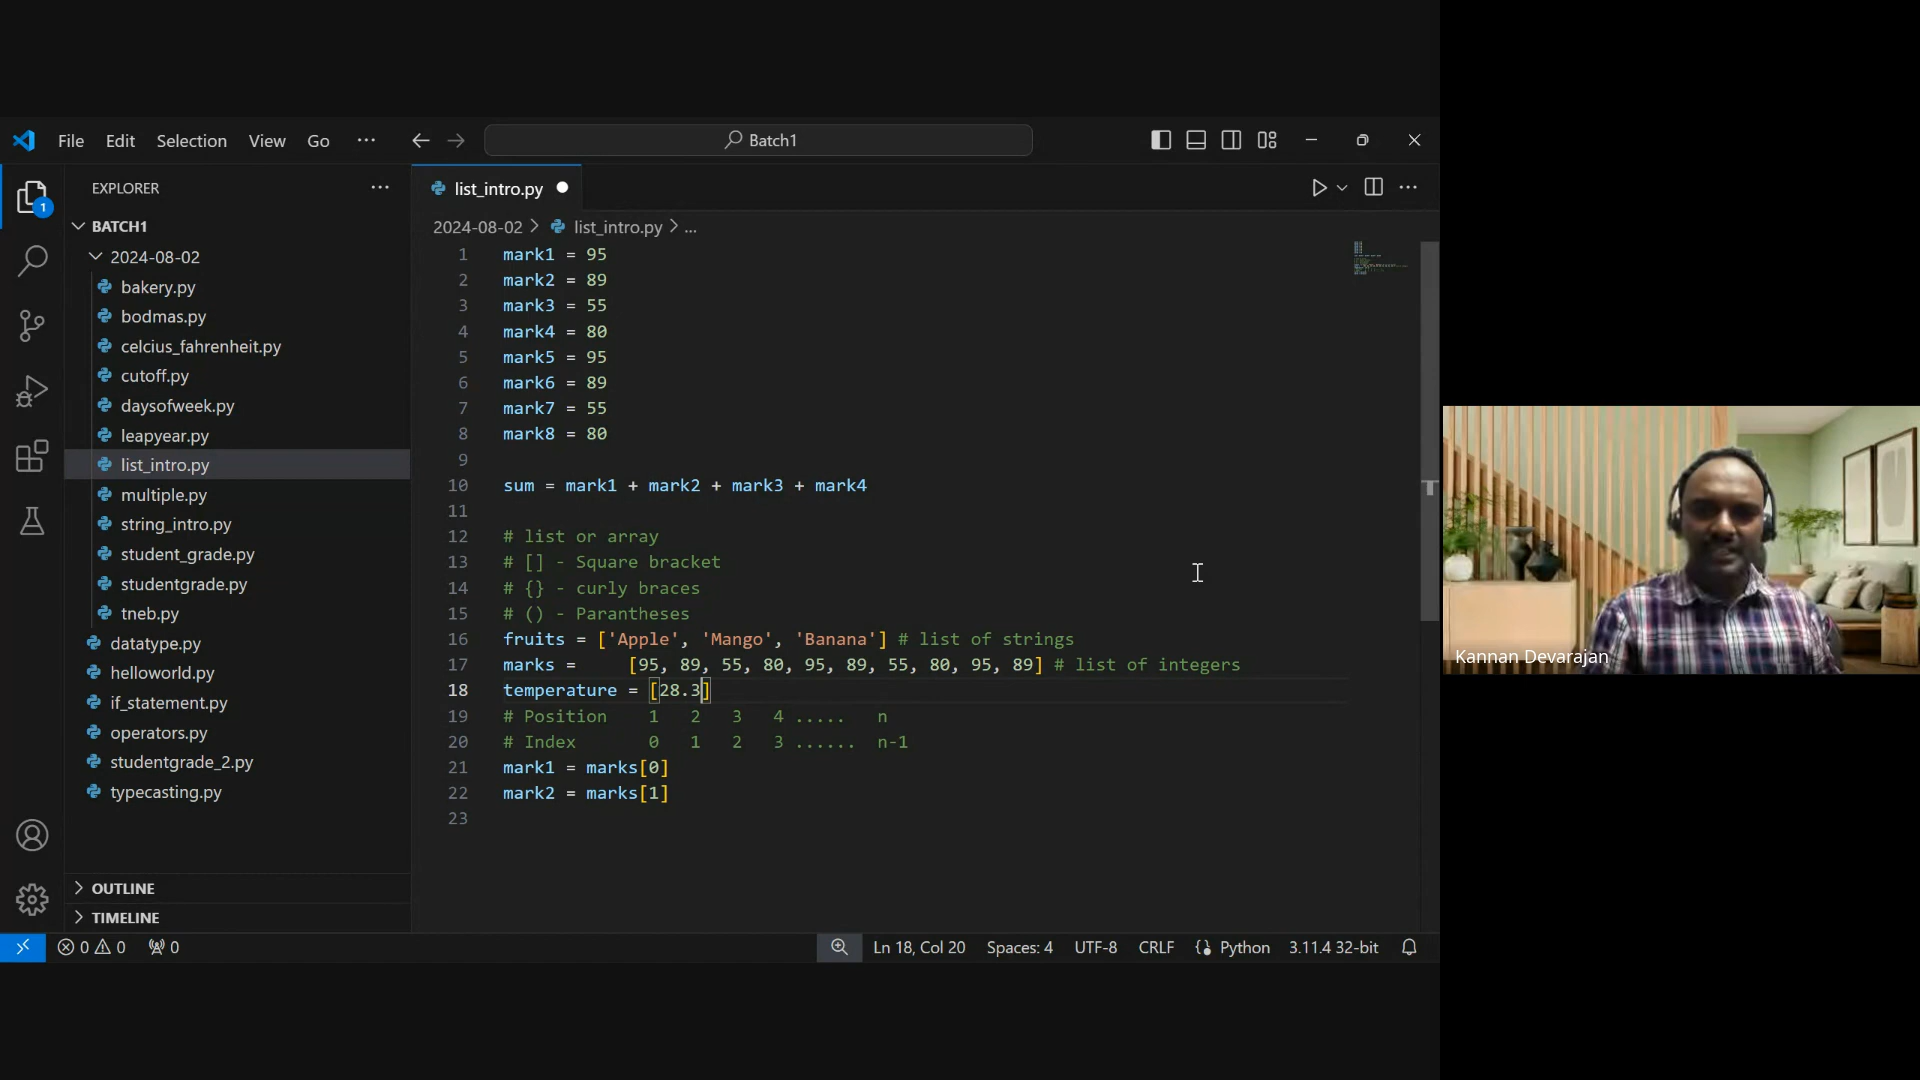 File Edit Selection View Go ... Batch1
EXPLORER ...
1
BATCH1
2024-08-02
bakery.py
bodmas.py
celcius_fahrenheit.py
cutoff.py
daysofweek.py
leapyear.py
list_intro.py
multiple.py
string_intro.py
student_grade.py
studentgrade.py
tneb.py
datatype.py
helloworld.py
if_statement.py
operators.py
studentgrade_2.py
typecasting.py
OUTLINE
TIMELINE
list_intro.py
2024-08-02 > list_intro.py > ...
1 mark1 = 95
2 mark2 = 89
3 mark3 = 55
4 mark4 = 80
5 mark5 = 95
6 mark6 = 89
7 mark7 = 55
8 mark8 = 80
9
10 sum = mark1 + mark2 + mark3 + mark4
11
12 # list or array
13 # [] - Square bracket
14 # {} - curly braces
15 # () - Parantheses
16 fruits = ['Apple', 'Mango', 'Banana'] # list of strings
17 marks = [95, 89, 55, 80, 95, 89, 55, 80, 95, 89] # list of integers
18 temperature = [28.3]
19 # Position 1 2 3 4 ..... n
20 # Index 0 1 2 3 ...... n-1
21 mark1 = marks[0]
22 mark2 = marks[1]
23
0 0 0 Ln 18, Col 20 Spaces: 4 UTF-8 CRLF Python 3.11.4 32-bit
Kannan Devarajan